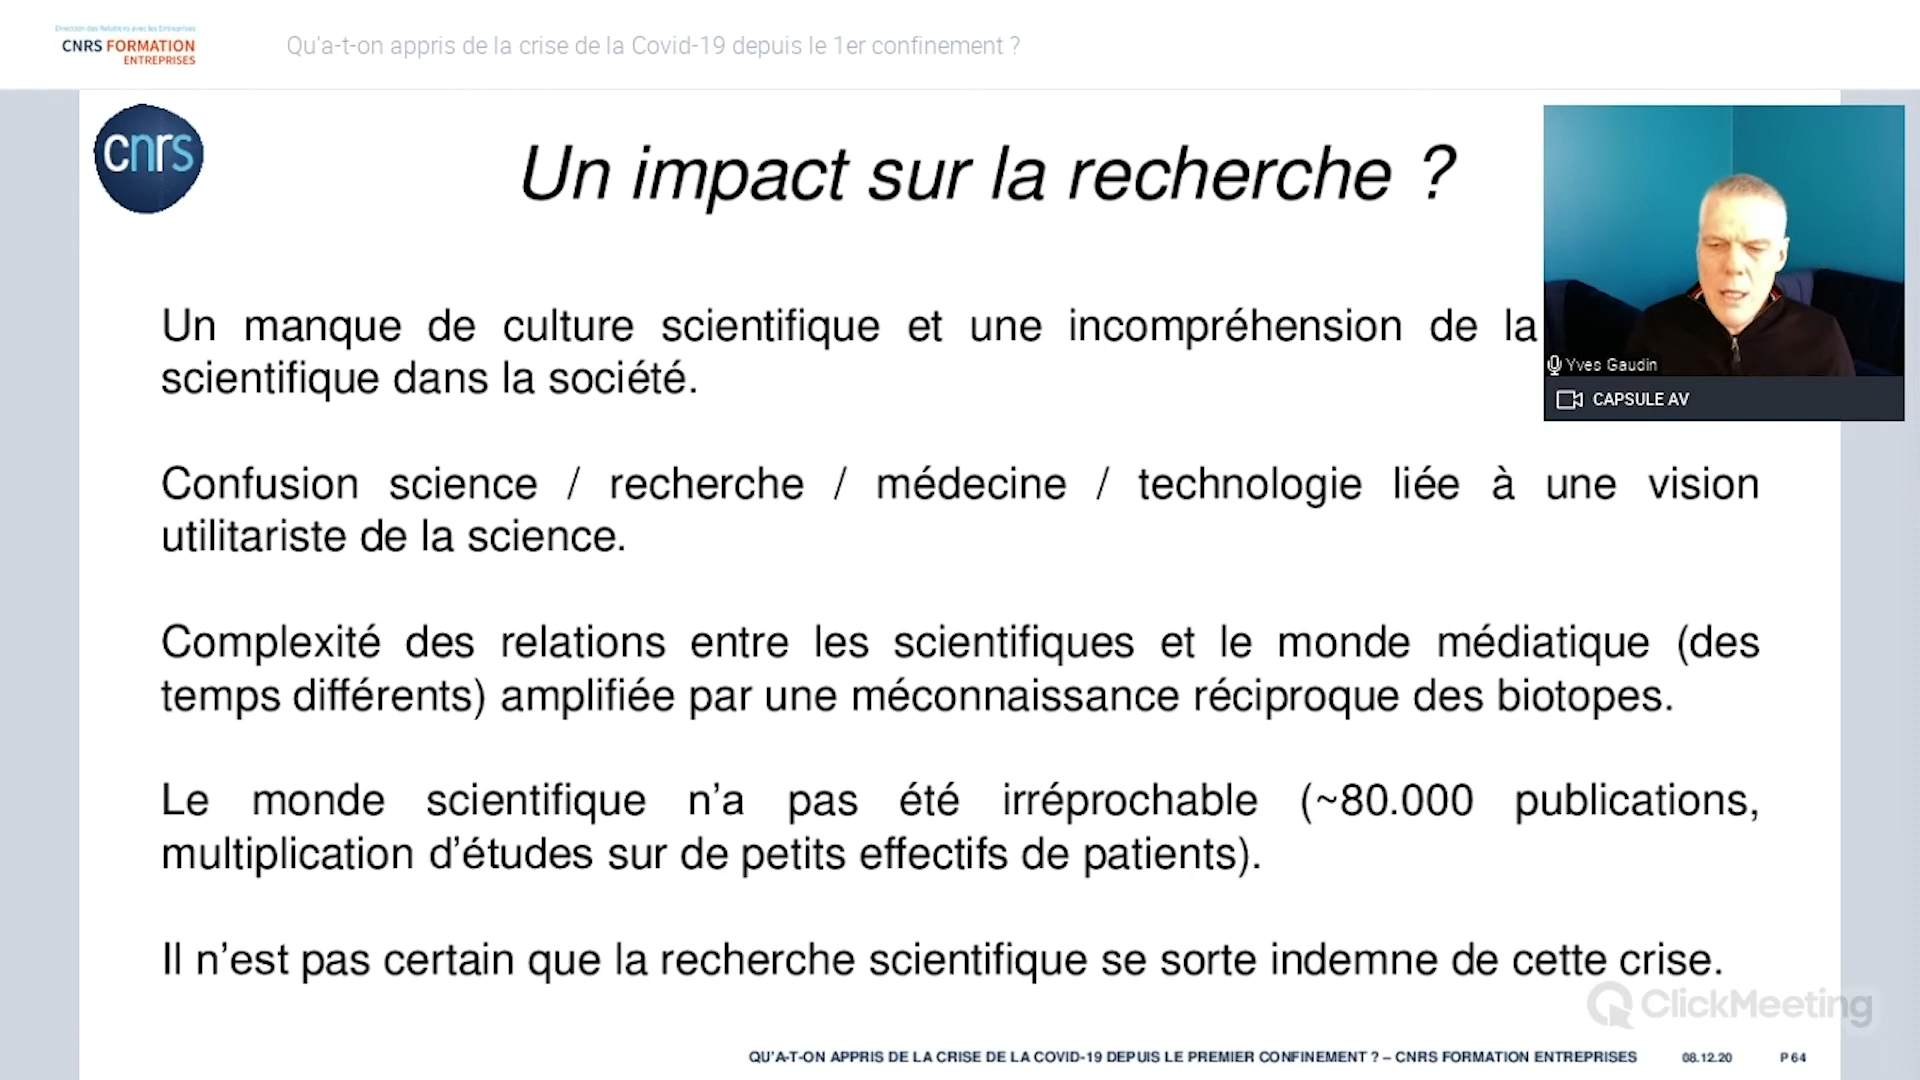 Direction des Relations avec les Entreprises
CNRS FORMATION
ENTREPRISES
Qu'a-t-on appris de la crise de la Covid-19 depuis le 1er confinement ?
cnrs
Un impact sur la recherche ?
Un manque de culture scientifique et une incompréhension de la
scientifique dans la société.
Yves Gaudin
CAPSULE AV
Confusion science / recherche / médecine / technologie liée à une vision
utilitariste de la science.
Complexité des relations entre les scientifiques et le monde médiatique (des
temps différents) amplifiée par une méconnaissance réciproque des biotopes.
Le monde scientifique n’a pas été irréprochable (~80.000 publications,
multiplication d’études sur de petits effectifs de patients).
Il n’est pas certain que la recherche scientifique se sorte indemne de cette crise.
ClickMeeting
QU’A-T-ON APPRIS DE LA CRISE DE LA COVID-19 DEPUIS LE PREMIER CONFINEMENT ? – CNRS FORMATION ENTREPRISES 08.12.20 P 64